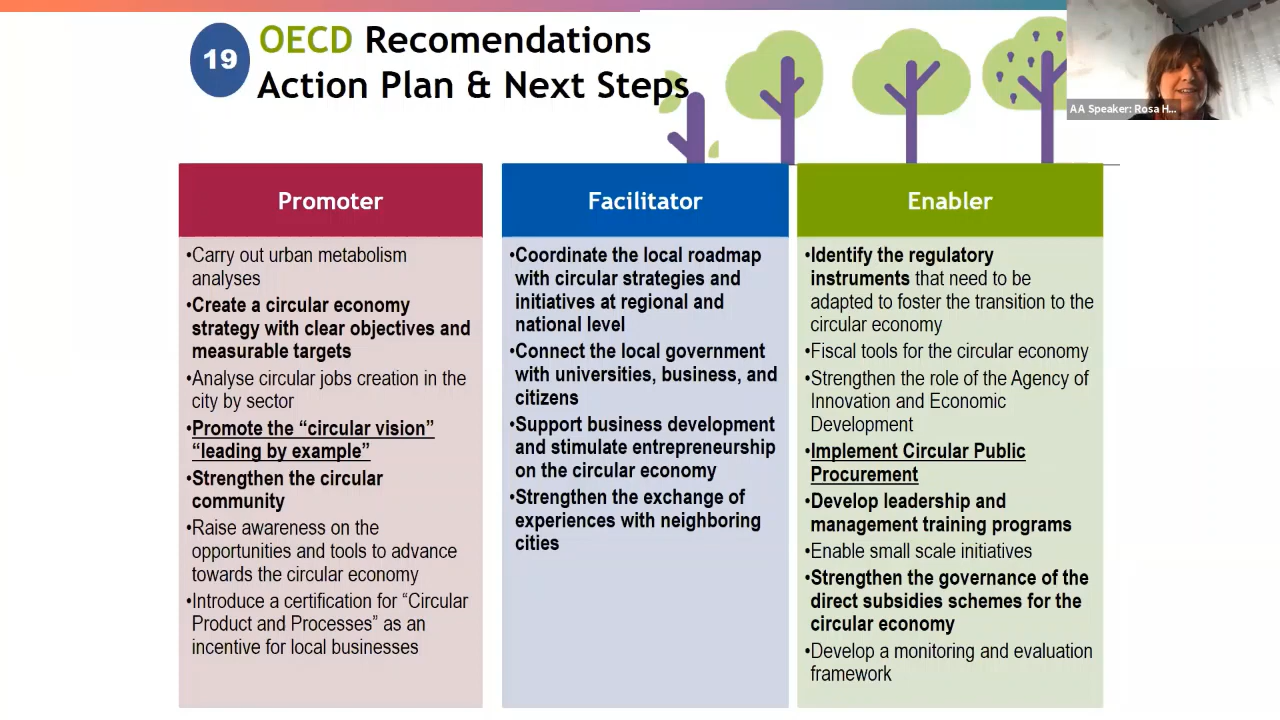 19
OECD Recomendations
Action Plan & Next Steps
AA Speaker: Rosa H...
Promoter
•Carry out urban metabolism
analyses
•Create a circular economy
strategy with clear objectives and
measurable targets
•Analyse circular jobs creation in the
city by sector
•Promote the “circular vision”
“leading by example”
•Strengthen the circular
community
•Raise awareness on the
opportunities and tools to advance
towards the circular economy
•Introduce a certification for “Circular
Product and Processes” as an
incentive for local businesses
Facilitator
•Coordinate the local roadmap
with circular strategies and
initiatives at regional and
national level
•Connect the local government
with universities, business, and
citizens
•Support business development
and stimulate entrepreneurship
on the circular economy
•Strengthen the exchange of
experiences with neighboring
cities
Enabler
•Identify the regulatory
instruments that need to be
adapted to foster the transition to the
circular economy
•Fiscal tools for the circular economy
•Strengthen the role of the Agency of
Innovation and Economic
Development
•Implement Circular Public
Procurement
•Develop leadership and
management training programs
•Enable small scale initiatives
•Strengthen the governance of the
direct subsidies schemes for the
circular economy
•Develop a monitoring and evaluation
framework